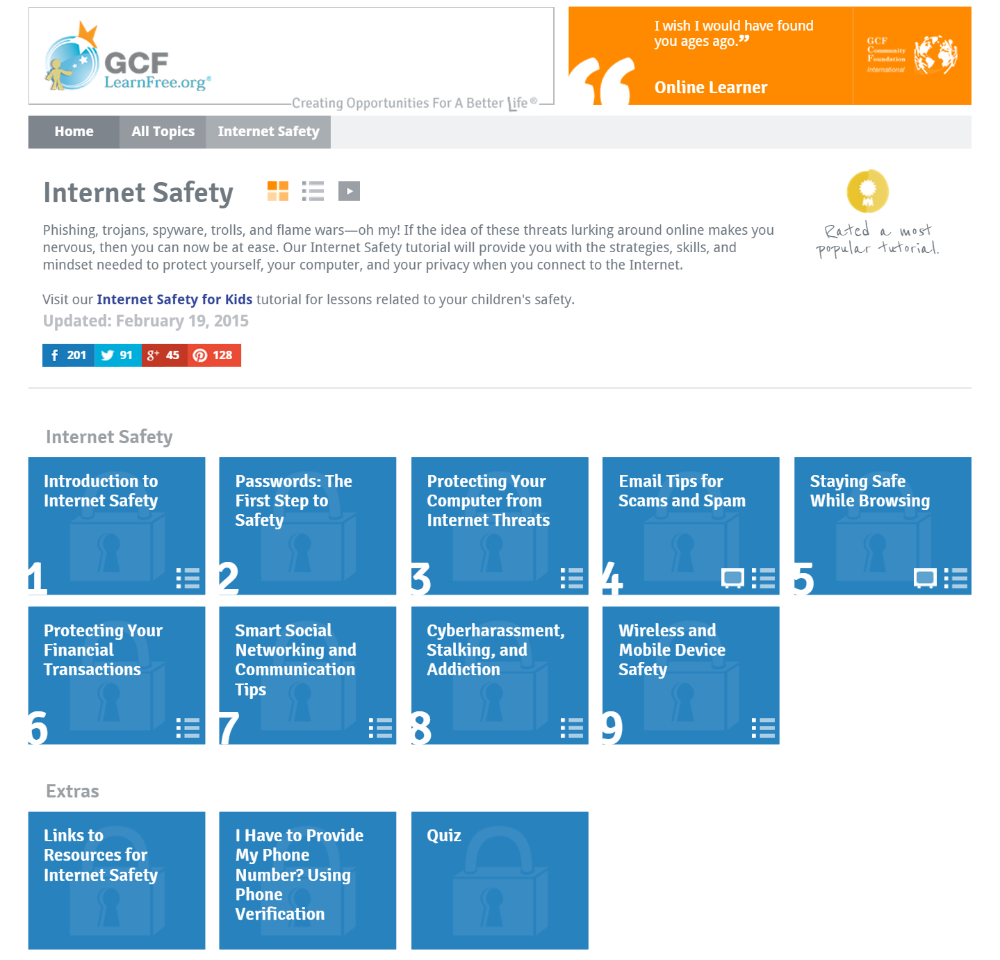 GCF
LearnFree.org®
Creating Opportunities For A Better Life®
I wish I would have found
you ages ago.”
“
Online Learner
GCF
Community
Foundation
International
Home
All Topics
Internet Safety
Internet Safety
Phishing, trojans, spyware, trolls, and flame wars—oh my! If the idea of these threats lurking around online makes you
nervous, then you can now be at ease. Our Internet Safety tutorial will provide you with the strategies, skills, and
mindset needed to protect yourself, your computer, and your privacy when you connect to the Internet.
Rated a most
popular tutorial.
Visit our Internet Safety for Kids tutorial for lessons related to your children's safety.
Updated: February 19, 2015
f 201
91
g+ 45
128
Internet Safety
Introduction to
Internet Safety
1
Passwords: The
First Step to
Safety
2
Protecting Your
Computer from
Internet Threats
3
Email Tips for
Scams and Spam
4
Staying Safe
While Browsing
5
Protecting Your
Financial
Transactions
6
Smart Social
Networking and
Communication
Tips
7
Cyberharassment,
Stalking, and
Addiction
8
Wireless and
Mobile Device
Safety
9
Extras
Links to
Resources for
Internet Safety
I Have to Provide
My Phone
Number? Using
Phone
Verification
Quiz